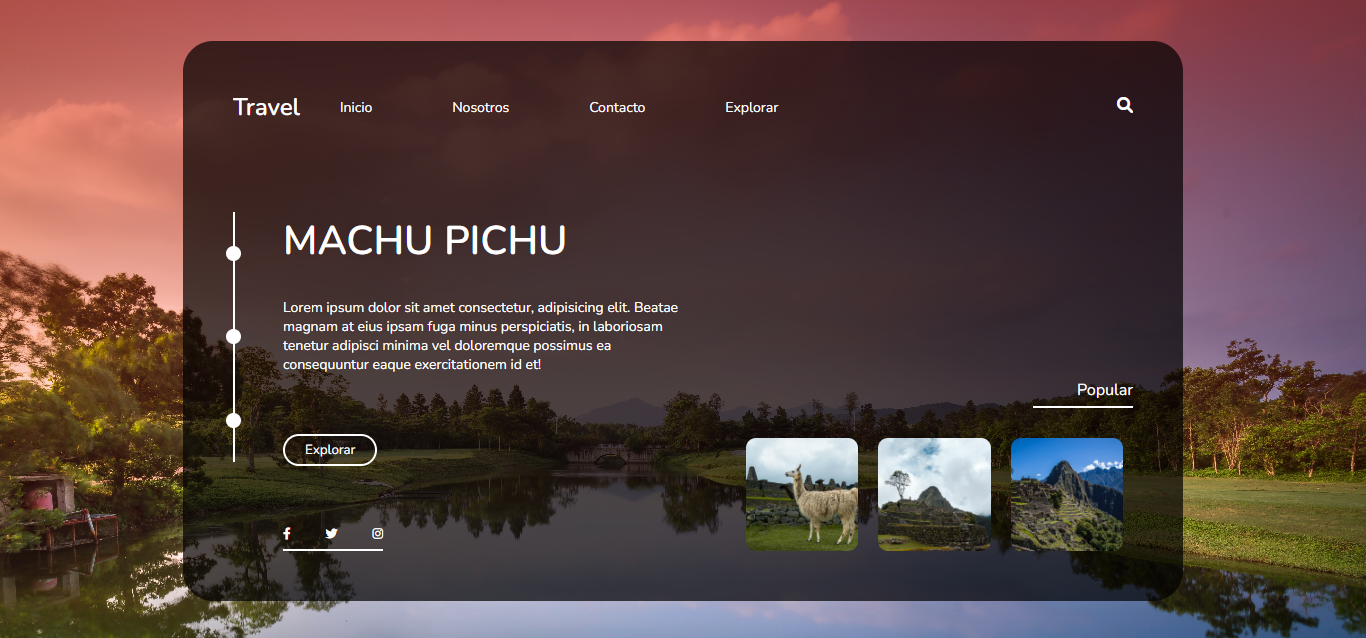 Travel Inicio Nosotros Contacto Explorar
MACHU PICHU
Lorem ipsum dolor sit amet consectetur, adipisicing elit. Beatae
magnam at eius ipsam fuga minus perspiciatis, in laboriosam
tenetur adipisci minima vel doloremque possimus ea
consequuntur eaque exercitationem id et!
Popular
Explorar